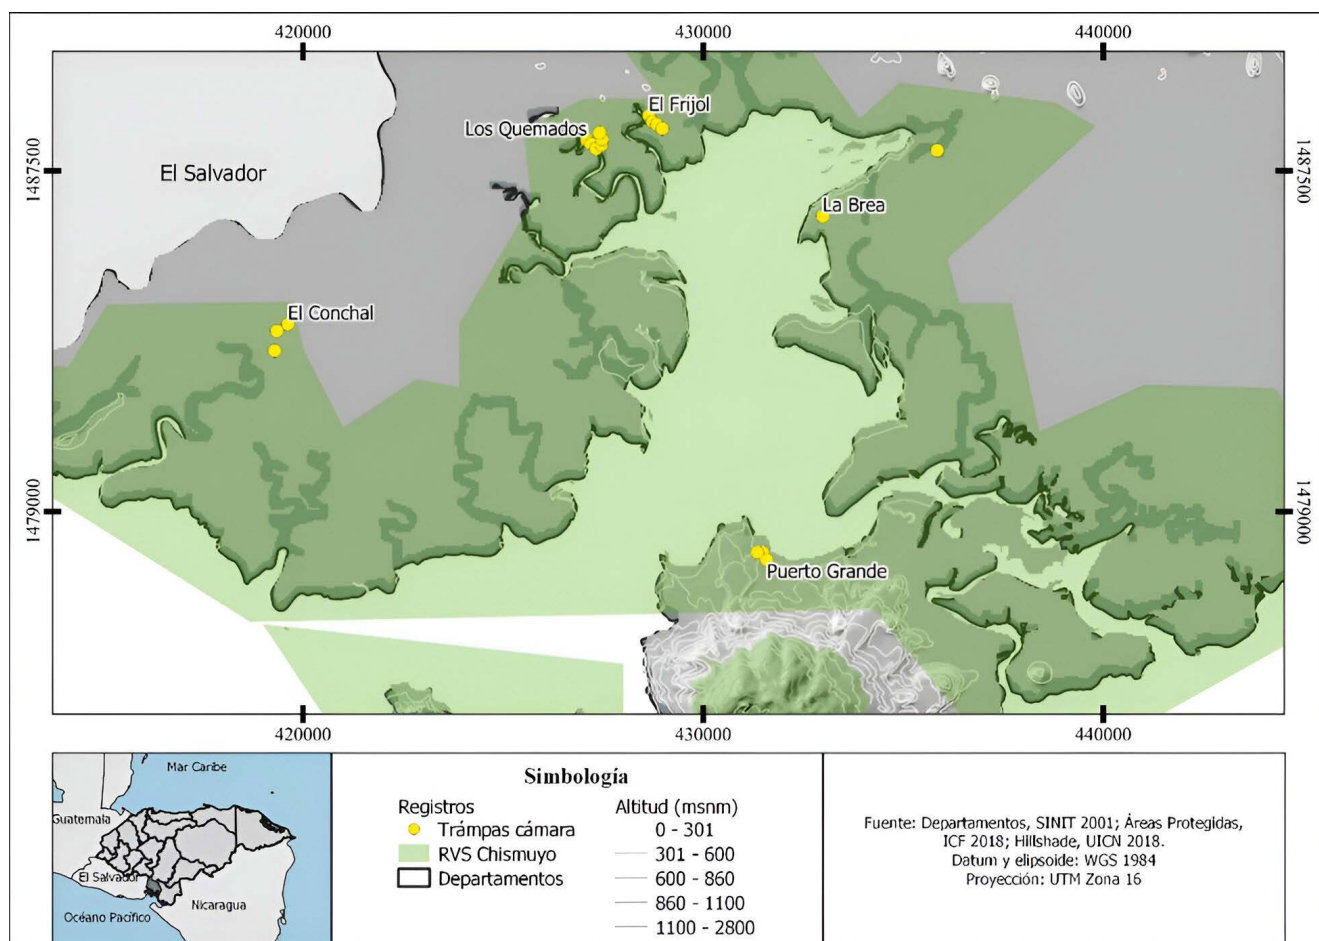 420000
430000
440000
El Frijol
Los Quemados
1487500
1487500
El Salvador
La Brea
El Conchal
1479000
1479000
Puerto Grande
420000
430000
440000
Mar Caribe
Guatemala
El Salvador
Nicaragua
Océano Pacífico
Simbología
Registros
Trámpas cámara
RVS Chismuyo
Departamentos
Altitud (msnm)
0 - 301
301 - 600
600 - 860
860 - 1100
1100 - 2800
Fuente: Departamentos, SINIT 2001; Áreas Protegidas,
ICF 2018; Hillshade, UICN 2018.
Datum y elipsoide: WGS 1984
Proyección: UTM Zona 16